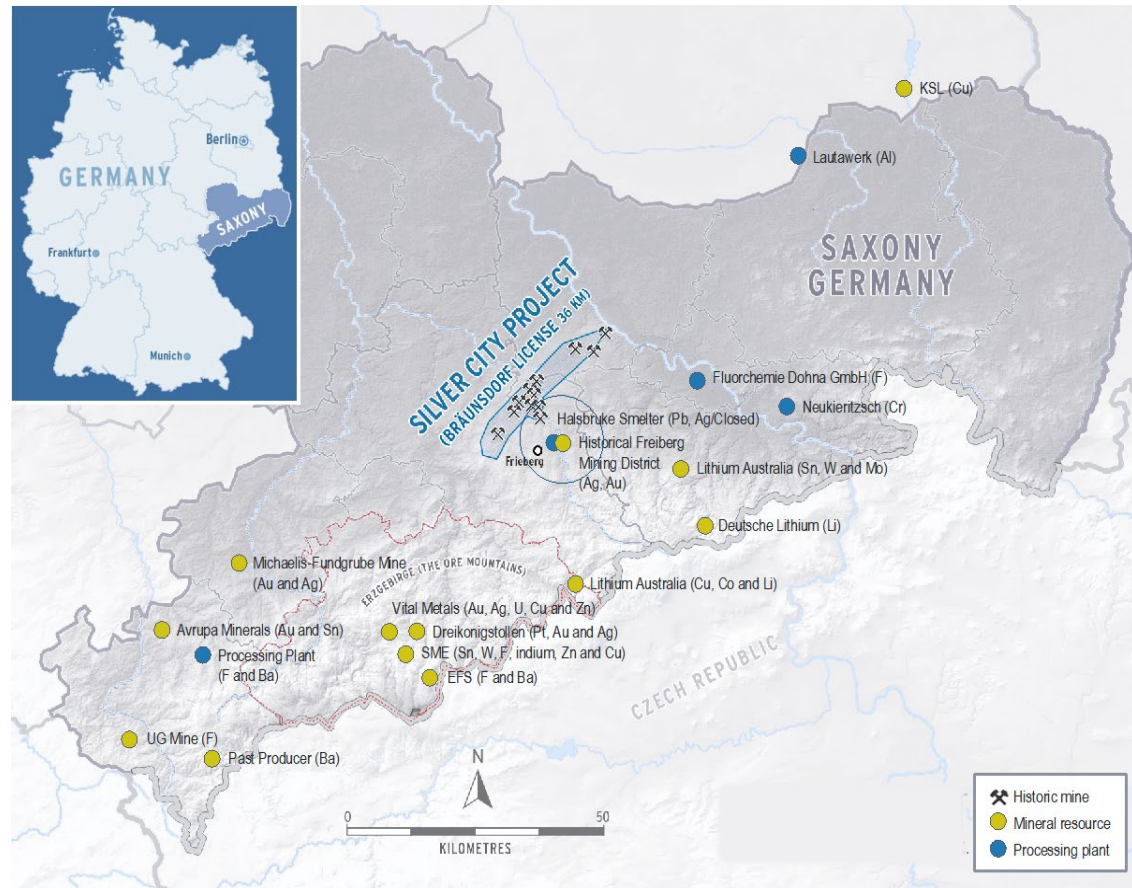 Berlin
GERMANY
SAXONY
Frankfurt
Munich
KSL (Cu)
Lautawerk (Al)
SAXONY
GERMANY
SILVER CITY PROJECT
(BRÄUNSDORF LICENSE 36 KM)
Fluorchemie Dohna GmbH (F)
Neukieritzsch (Cr)
Halsbruke Smelter (Pb, Ag/Closed)
Historical Freiberg
Mining District
(Ag, Au)
Frieberg
Lithium Australia (Sn, W and Mo)
Deutsche Lithium (Li)
Michaelis-Fundgrube Mine
(Au and Ag)
ERZGEBIRGE (THE ORE MOUNTAINS)
Lithium Australia (Cu, Co and Li)
Vital Metals (Au, Ag, U, Cu and Zn)
Avrupa Minerals (Au and Sn)
Dreikonigstollen (Pt, Au and Ag)
Processing Plant
(F and Ba)
SME (Sn, W, F, indium, Zn and Cu)
EFS (F and Ba)
CZECH REPUBLIC
UG Mine (F)
Past Producer (Ba)
N
0
50
KILOMETRES
Historic mine
Mineral resource
Processing plant